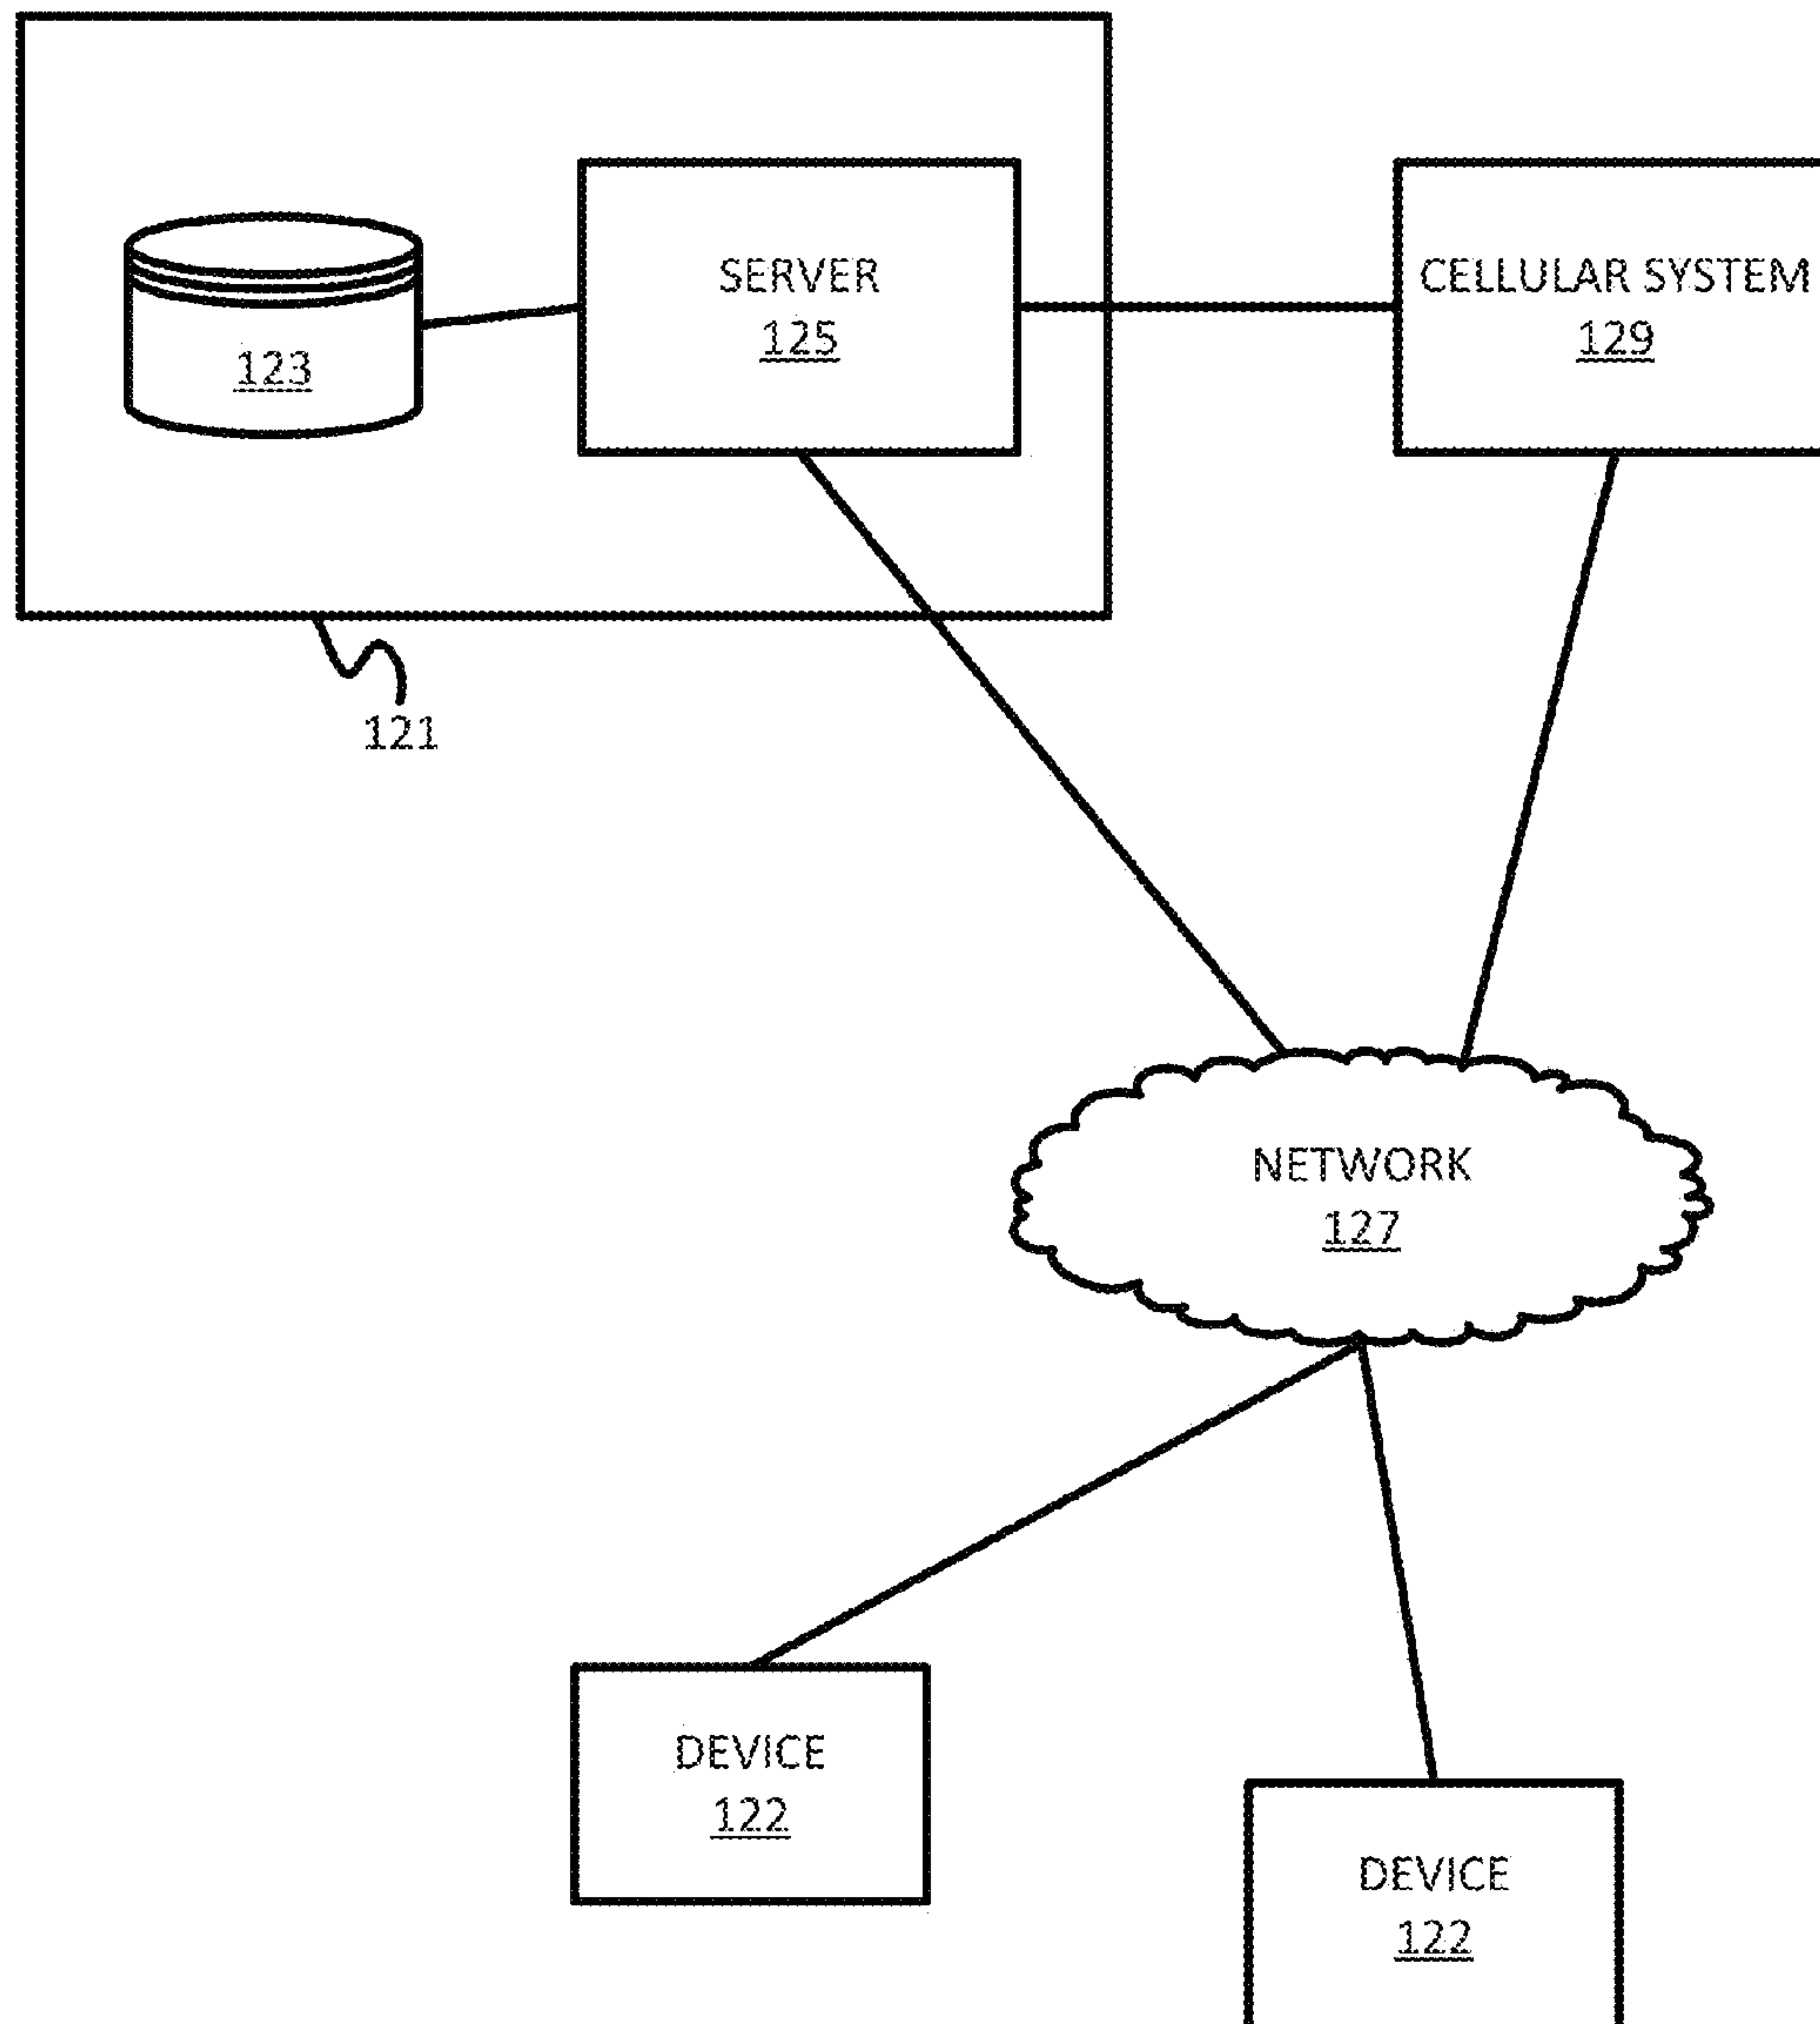 SERVER
125
CELLULAR SYSTEM
129
123
121
NETWORK
127
DEVICE
122
DEVICE
122